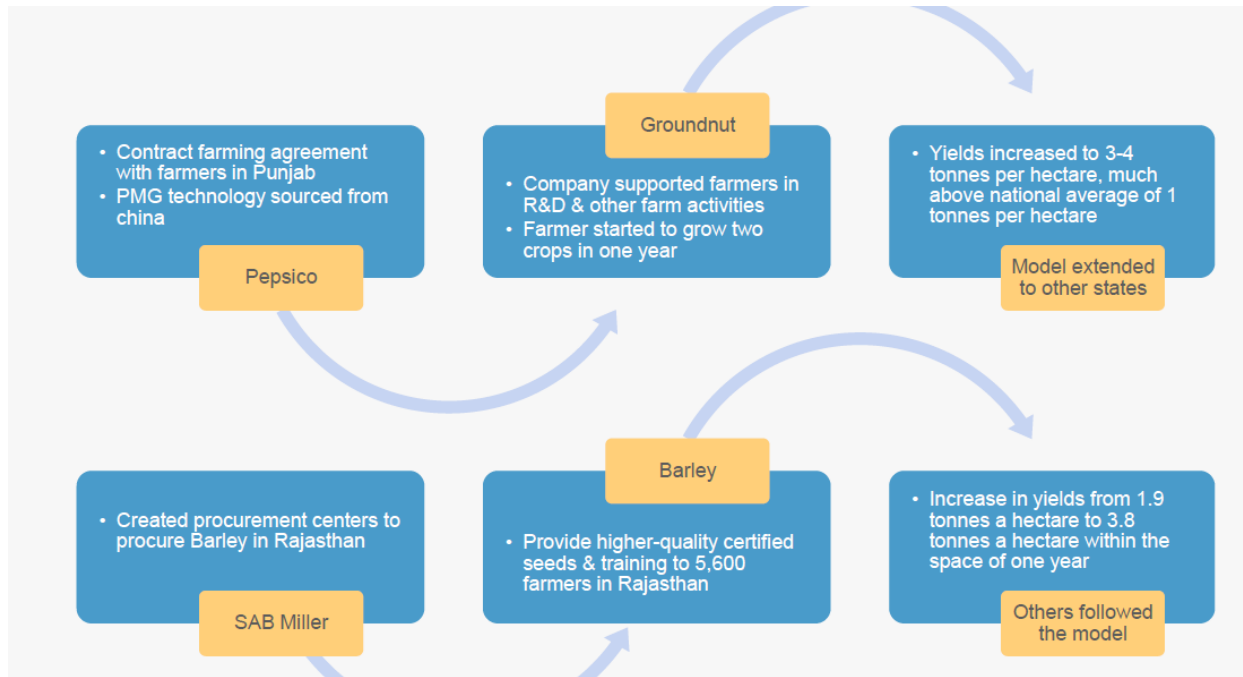 • Contract farming agreement
with farmers in Punjab
• PMG technology sourced from
china
Pepsico
Groundnut
• Company supported farmers in
R&D & other farm activities
• Farmer started to grow two
crops in one year
• Yields increased to 3-4
tonnes per hectare, much
above national average of 1
tonnes per hectare
Model extended
to other states
• Created procurement centers to
procure Barley in Rajasthan
SAB Miller
Barley
• Provide higher-quality certified
seeds & training to 5,600
farmers in Rajasthan
• Increase in yields from 1.9
tonnes a hectare to 3.8
tonnes a hectare within the
space of one year
Others followed
the model